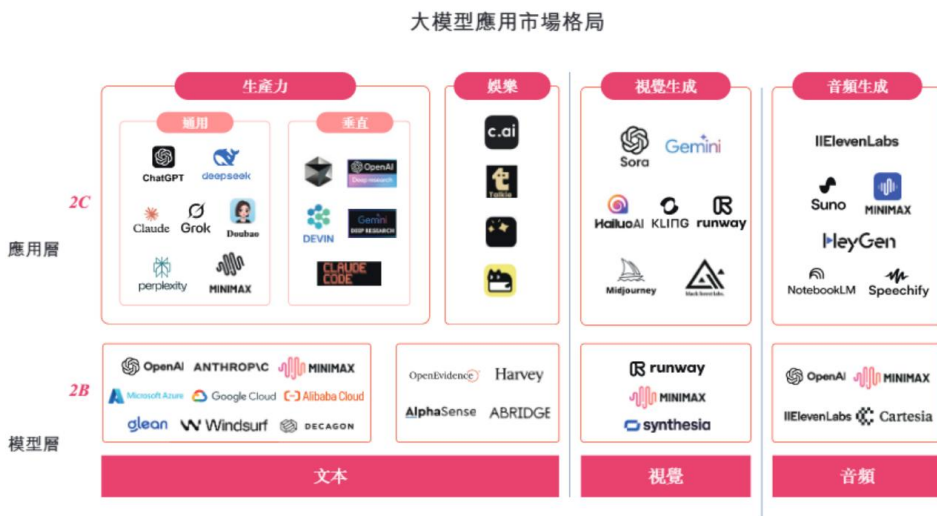 大模型應用市場格局
生產力
娛樂
視覺生成
音頻生成
通用
垂直
2C
應用層
ChatGPT
deepseek
Claude
Grok
Doubao
perplexity
MINIMAX
OpenAI
Deep research
DEVIN
Gemini
DEEP RESEARCH
CLAUDE
CODE
c.ai
Talkie
Sora
Gemini
HailuoAI
KLING
runway
Midjourney
black forest labs.
IIElevenLabs
Suno
MINIMAX
HeyGen
NotebookLM
Speechify
2B
模型層
OpenAI
ANTHROP\C
MINIMAX
Microsoft Azure
Google Cloud
Alibaba Cloud
glean
Windsurf
DECAGON
OpenEvidence
Harvey
AlphaSense
ABRIDGE
runway
MINIMAX
synthesia
OpenAI
MINIMAX
IIElevenLabs
Cartesia
文本
視覺
音頻